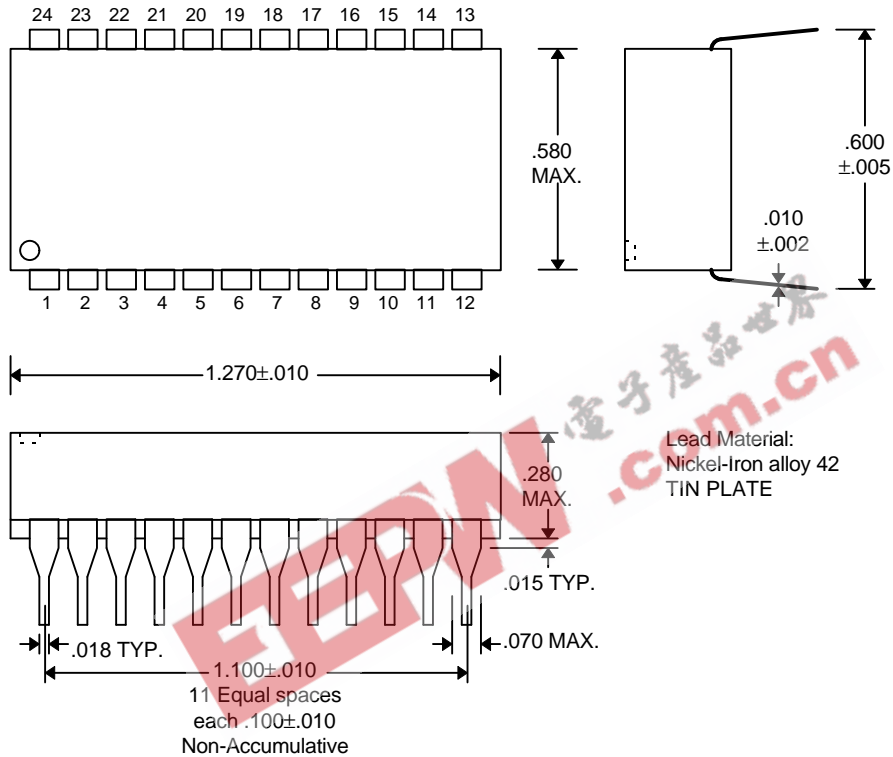 24 23 22 21 20 19 18 17 16 15 14 13
.580
MAX.
.600
±.005
.010
±.002
1 2 3 4 5 6 7 8 9 10 11 12
1.270±.010
電子產品世界
.com.cn
EEPW
Lead Material:
Nickel-Iron alloy 42
TIN PLATE
.280
MAX.
.015 TYP.
.018 TYP.
.070 MAX.
1.100±.010
11 Equal spaces
each .100±.010
Non-Accumulative